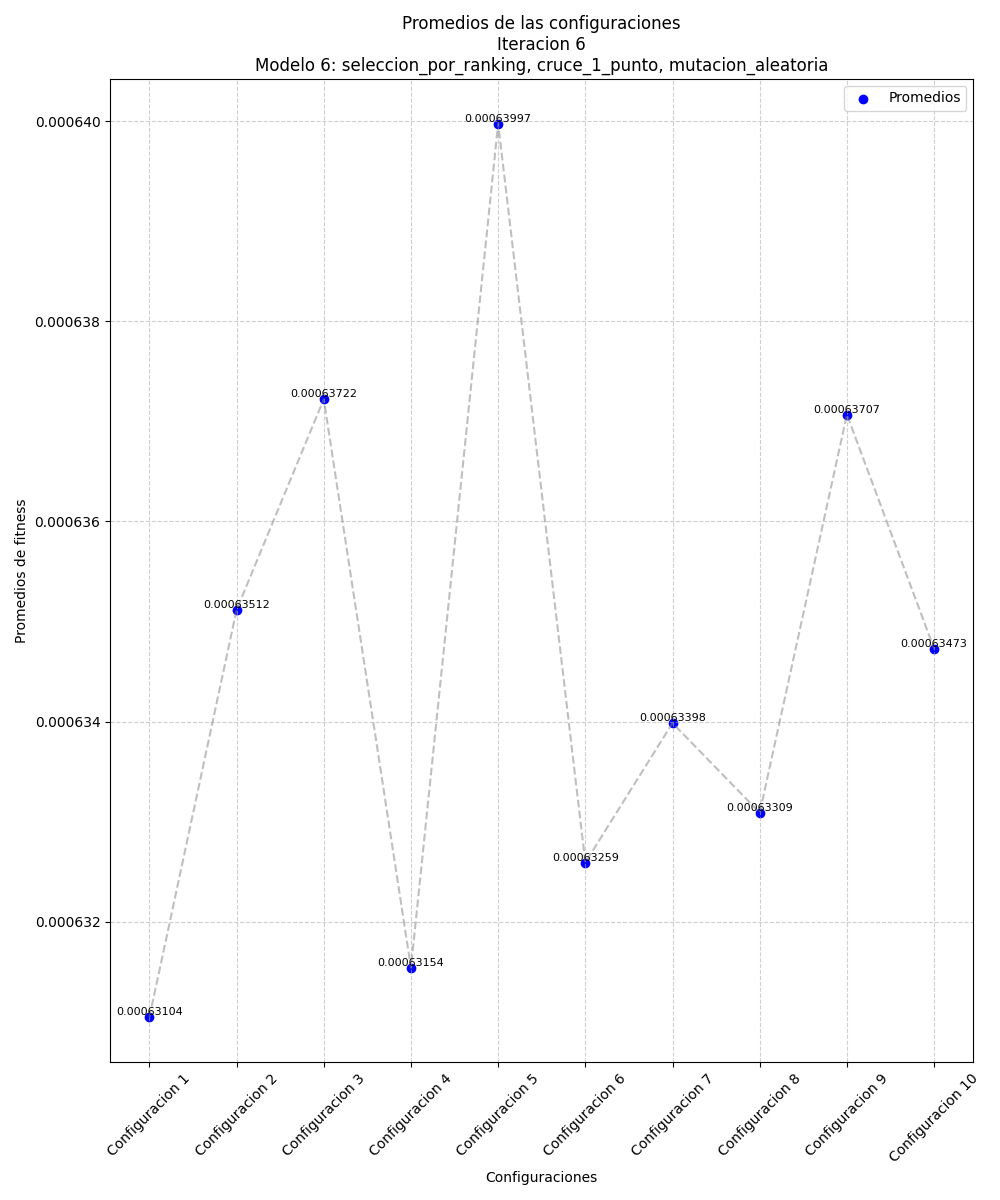 Promedios de las configuraciones
Iteracion 6
Modelo 6: seleccion_por_ranking, cruce_1_punto, mutacion_aleatoria
Promedios
0.000640
0.000638
0.000636
0.000634
0.000632
Promedios de fitness
0.00063104
0.00063512
0.00063722
0.00063154
0.00063997
0.00063259
0.00063398
0.00063309
0.00063707
0.00063473
Configuracion 1
Configuracion 2
Configuracion 3
Configuracion 4
Configuracion 5
Configuracion 6
Configuracion 7
Configuracion 8
Configuracion 9
Configuracion 10
Configuraciones